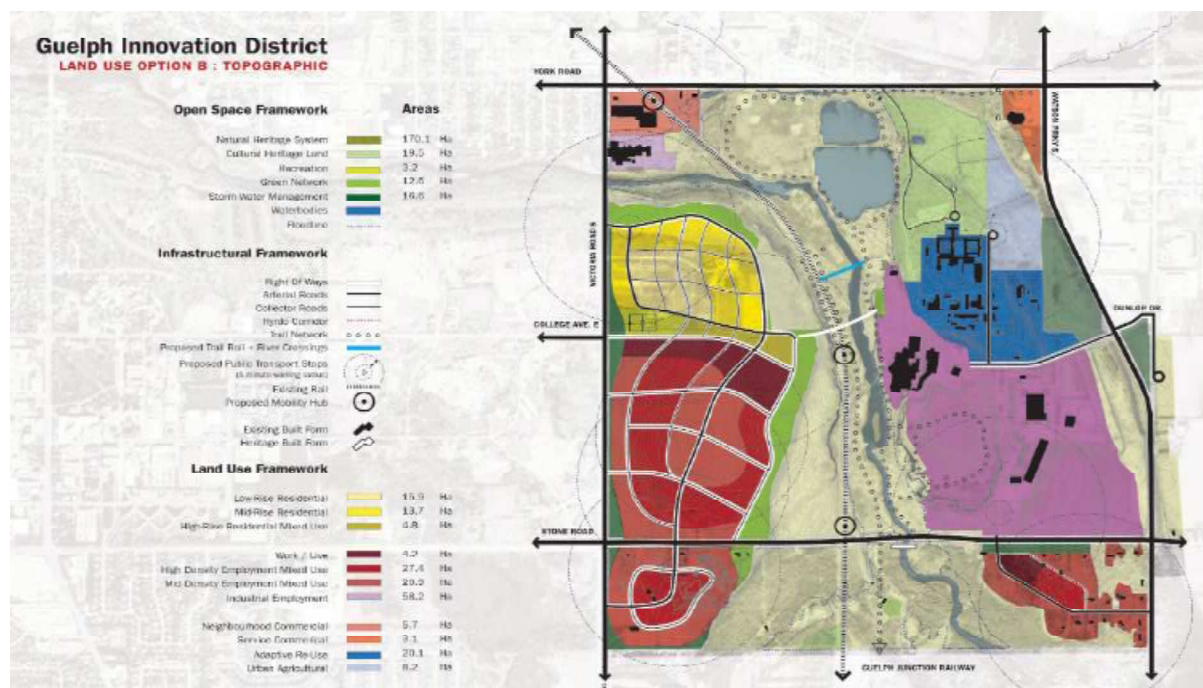 Guelph Innovation District
LAND USE OPTION B : TOPOGRAPHIC
Open Space Framework Areas
Natural Heritage System 170.1 Ha
Cultural Heritage Land 19.5 Ha
Recreation 3.2 Ha
Green Network 12.6 Ha
Storm Water Management 16.6 Ha
Waterbodies
Floodline
Infrastructural Framework
Right Of Ways
Arterial Roads
Collector Roads
Hyrdo Corridor
Trail Network
Proposed Trail Rail + River Crossings
Proposed Public Transport Stops
(5 minute walking radius)
Existing Rail
Proposed Mobility Hub
Existing Built Form
Heritage Built Form
Land Use Framework
Low-Rise Residential 15.9 Ha
Mid-Rise Residential 13.7 Ha
High-Rise Residential Mixed Use 4.8 Ha
Work / Live 4.2 Ha
High Density Employment Mixed Use 27.4 Ha
Mid Density Employment Mixed Use 20.9 Ha
Industrial Employment 58.2 Ha
Neighbourhood Commercial 5.7 Ha
Service Commercial 3.1 Ha
Adaptive Re-Use 20.1 Ha
Urban Agricultural 8.2 Ha
YORK ROAD
WATSON PKWY S
VICTORIA ROAD S
COLLEGE AVE. E
DUNLOP DR.
STONE ROAD
GUELPH JUNCTION RAILWAY